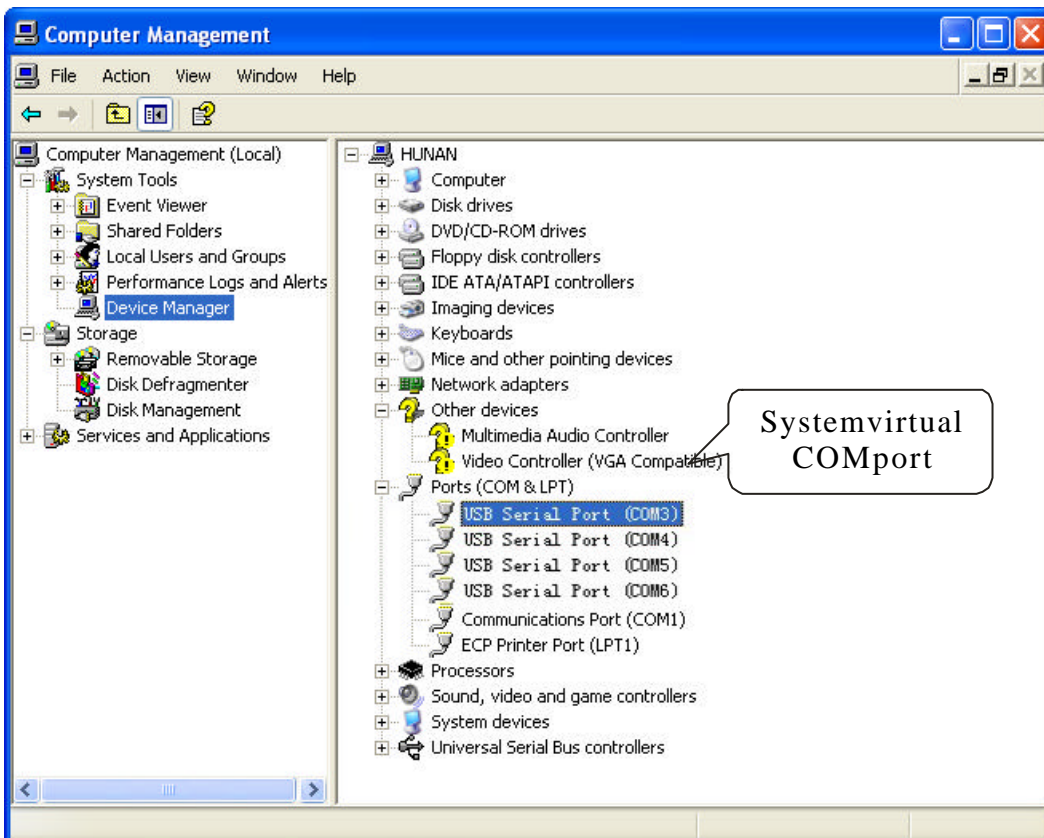 Computer Management
File Action View Window Help
Computer Management (Local)
System Tools
Event Viewer
Shared Folders
Local Users and Groups
Performance Logs and Alerts
Device Manager
Storage
Removable Storage
Disk Defragmenter
Disk Management
Services and Applications
HUNAN
Computer
Disk drives
DVD/CD-ROM drives
Floppy disk controllers
IDE ATA/ATAPI controllers
Imaging devices
Keyboards
Mice and other pointing devices
Network adapters
Other devices
Multimedia Audio Controller
Video Controller (VGA Compatible)
Ports (COM & LPT)
USB Serial Port (COM3)
USB Serial Port (COM4)
USB Serial Port (COM5)
USB Serial Port (COM6)
Communications Port (COM1)
ECP Printer Port (LPT1)
Processors
Sound, video and game controllers
System devices
Universal Serial Bus controllers
Systemvirtual
COMport